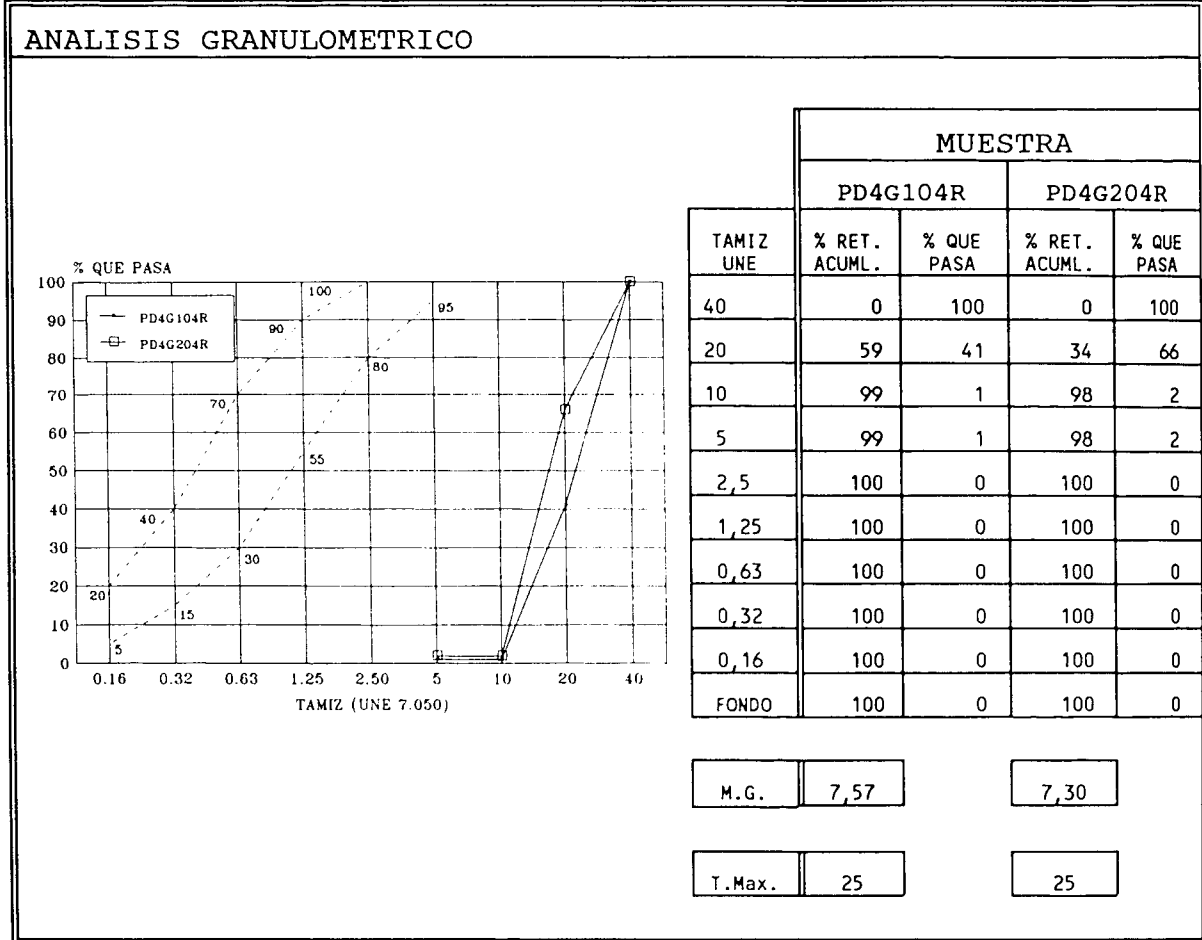 ANALISIS GRANULOMETRICO
% QUE PASA
100
90
80
70
60
50
40
30
20
10
0
PD4G104R
PD4G204R
100
90
70
40
20
95
80
55
30
15
5
0.16 0.32 0.63 1.25 2.50 5 10 20 40
TAMIZ (UNE 7.050)
MUESTRA
PD4G104R PD4G204R
TAMIZ UNE % RET. ACUML. % QUE PASA % RET. ACUML. % QUE PASA
40 0 100 0 100
20 59 41 34 66
10 99 1 98 2
5 99 1 98 2
2,5 100 0 100 0
1,25 100 0 100 0
0,63 100 0 100 0
0,32 100 0 100 0
0,16 100 0 100 0
FONDO 100 0 100 0
M.G. 7,57 7,30
T.Max. 25 25